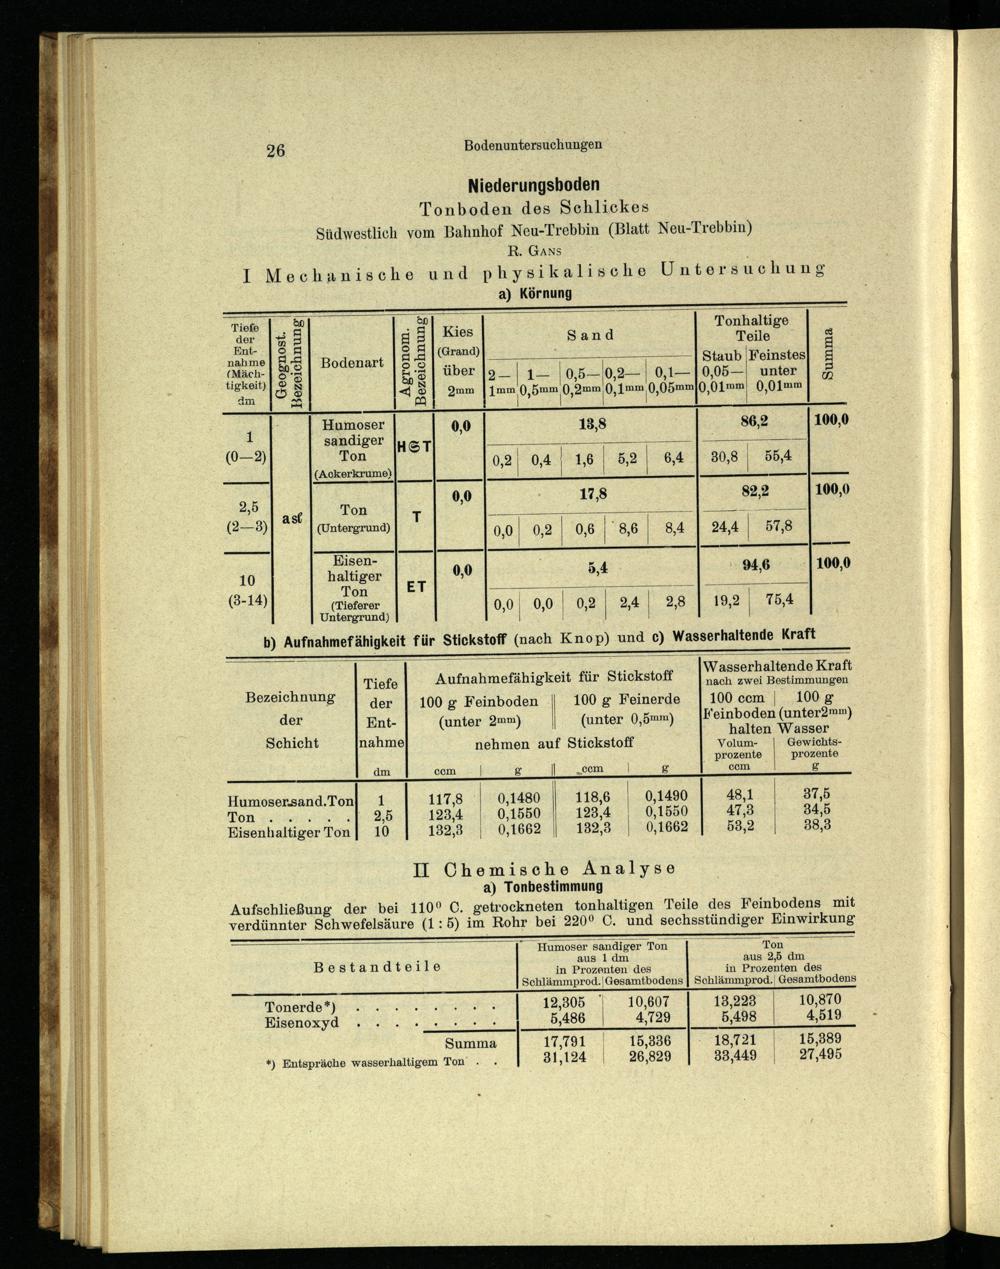 26 Bodenuntersuchungen
Niederungsboden
Tonboden des Schlickes
Südwestlich vom Bahnhof Neu-Trebbin (Blatt Neu-Trebbin)
R. Gans
I Mechanische und physikalische Untersuchung
a) Körnung
Tiefe der Ent- nahme (Mäch- tigkeit) dm | Geognost. Bezeichnung | Bodenart | Agronom. Bezeichnung | Kies (Grand) über 2mm | Sand | Tonhaltige Teile | Summa
2— 1mm | 1— 0,5mm | 0,5— 0,2mm | 0,2— 0,1mm | 0,1— 0,05mm | Staub 0,05— 0,01mm | Feinstes unter 0,01mm
1 (0—2) | Humoser sandiger Ton (Ackerkrume) | HST | 0,0 | 13,8 | 86,2 | 100,0
0,2 | 0,4 | 1,6 | 5,2 | 6,4 | 30,8 | 55,4
2,5 (2—3) | asf | Ton (Untergrund) | T | 0,0 | 17,8 | 82,2 | 100,0
0,0 | 0,2 | 0,6 | 8,6 | 8,4 | 24,4 | 57,8
10 (3-14) | Eisen- haltiger Ton (Tieferer Untergrund) | ET | 0,0 | 5,4 | 94,6 | 100,0
0,0 | 0,0 | 0,2 | 2,4 | 2,8 | 19,2 | 75,4
b) Aufnahmefähigkeit für Stickstoff (nach Knop) und c) Wasserhaltende Kraft
Bezeichnung der Schicht | Tiefe der Ent- nahme dm | Aufnahmefähigkeit für Stickstoff | Wasserhaltende Kraft nach zwei Bestimmungen
100 g Feinboden (unter 2mm) | 100 g Feinerde (unter 0,5mm) | 100 ccm | 100 g
nehmen auf Stickstoff | Feinboden (unter 2mm) halten Wasser
ccm | g | ccm | g | Volum- prozente ccm | Gewichts- prozente g
Humoser sand. Ton | 1 | 117,8 | 0,1480 | 118,6 | 0,1490 | 48,1 | 37,5
Ton . . . . . | 2,5 | 123,4 | 0,1550 | 123,4 | 0,1550 | 47,3 | 34,5
Eisenhaltiger Ton | 10 | 132,3 | 0,1662 | 132,3 | 0,1662 | 53,2 | 38,3
II Chemische Analyse
a) Tonbestimmung
Aufschließung der bei 110° C. getrockneten tonhaltigen Teile des Feinbodens mit
verdünnter Schwefelsäure (1 : 5) im Rohr bei 220° C. und sechsstündiger Einwirkung
Bestandteile | Humoser sandiger Ton aus 1 dm in Prozenten des | Ton aus 2,5 dm in Prozenten des
Schlämmprod. | Gesamtbodens | Schlämmprod. | Gesamtbodens
Tonerde*) . . . . . . . . | 12,305 | 10,607 | 13,223 | 10,870
Eisenoxyd . . . . . . . . | 5,486 | 4,729 | 5,498 | 4,519
Summa | 17,791 | 15,336 | 18,721 | 15,389
*) Entspräche wasserhaltigem Ton . . | 31,124 | 26,829 | 33,449 | 27,495